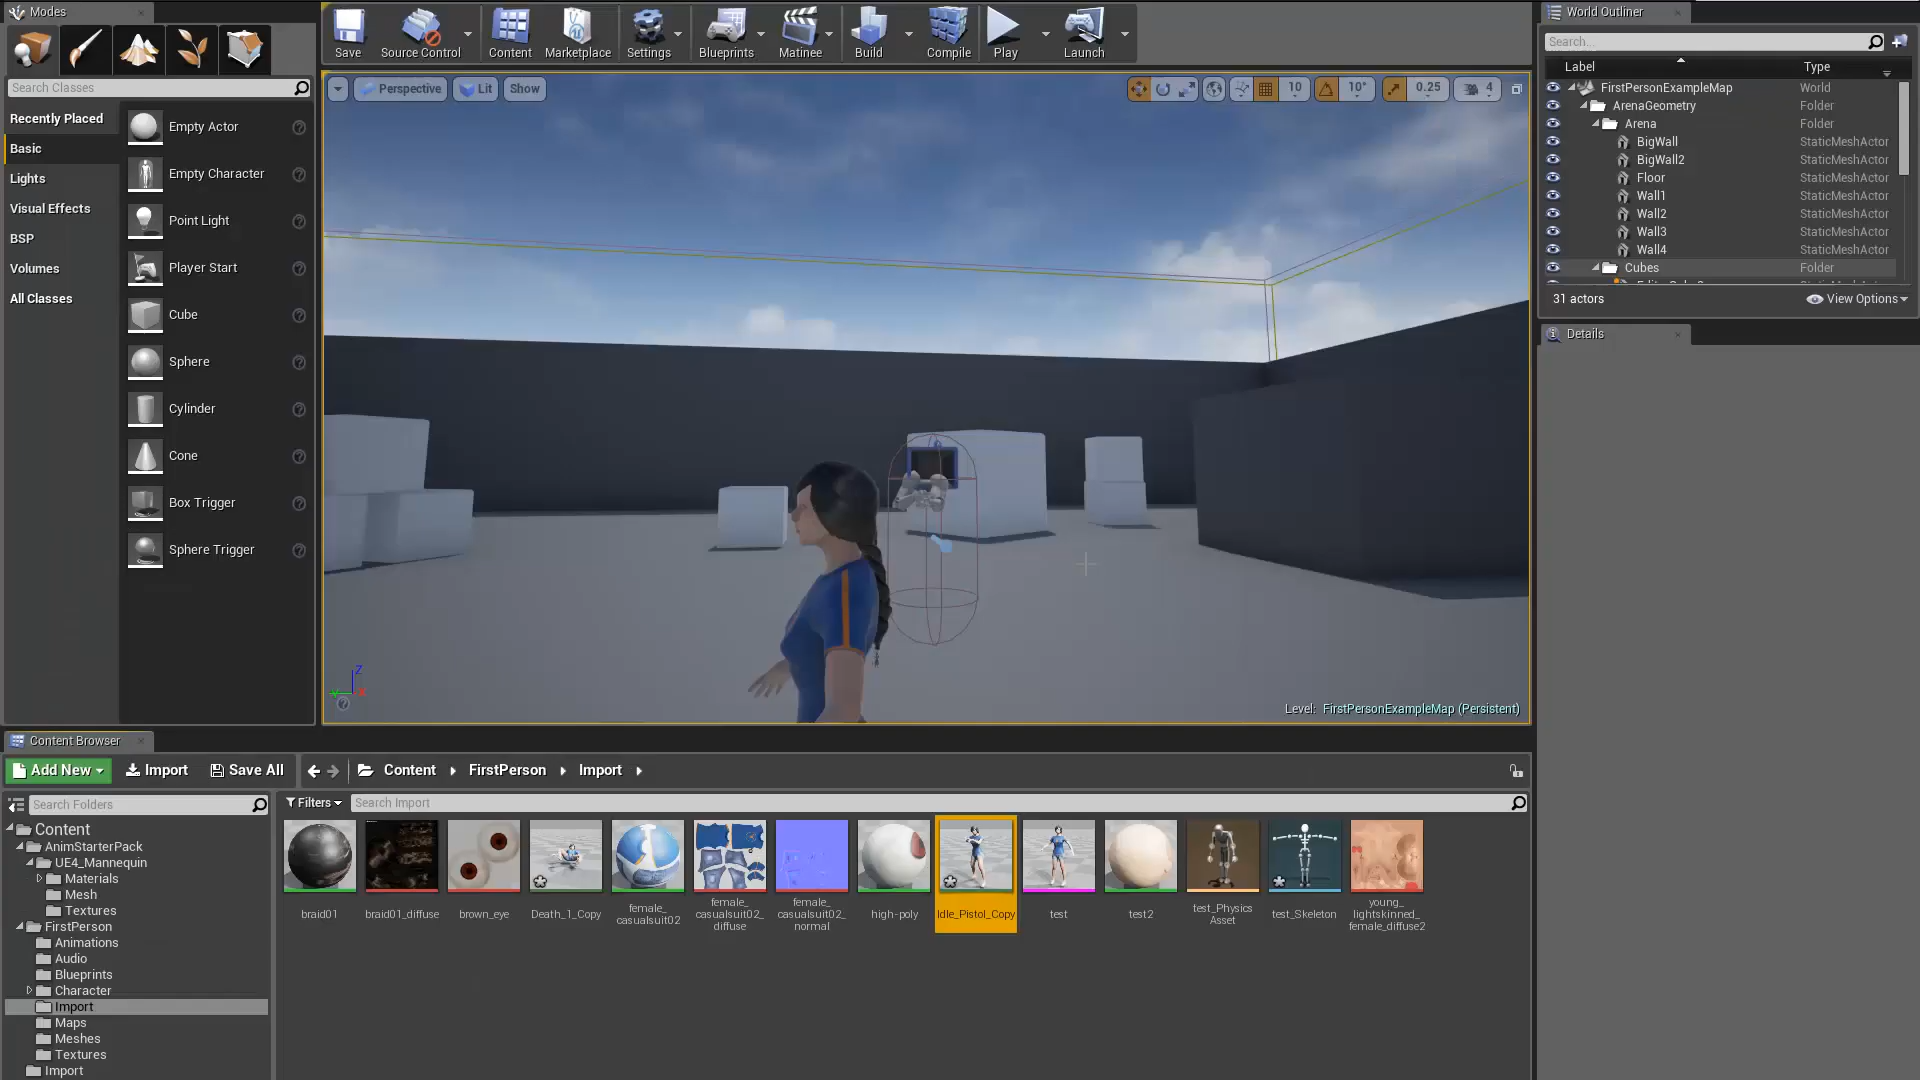 Modes
Save
Source Control
Content
Marketplace
Settings
Blueprints
Matinee
Build
Compile
Play
Launch
Search Classes
Recently Placed
Basic
Lights
Visual Effects
BSP
Volumes
All Classes
Empty Actor
Empty Character
Point Light
Player Start
Cube
Sphere
Cylinder
Cone
Box Trigger
Sphere Trigger
Perspective
Lit
Show
10
10°
0.25
4
Z
Y
X
Level: FirstPersonExampleMap (Persistent)
World Outliner
Search...
Label Type
FirstPersonExampleMap World
ArenaGeometry Folder
Arena Folder
BigWall StaticMeshActor
BigWall2 StaticMeshActor
Floor StaticMeshActor
Wall1 StaticMeshActor
Wall2 StaticMeshActor
Wall3 StaticMeshActor
Wall4 StaticMeshActor
Cubes Folder
31 actors
View Options
Details
Content Browser
Add New
Import
Save All
Content
FirstPerson
Import
Search Folders
Filters
Search Import
Content
AnimStarterPack
UE4_Mannequin
Materials
Mesh
Textures
FirstPerson
Animations
Audio
Blueprints
Character
Import
Maps
Meshes
Textures
Import
braid01
braid01_diffuse
brown_eye
Death_1_Copy
female_
casualsuit02
female_
casualsuit02_
diffuse
female_
casualsuit02_
normal
high-poly
Idle_Pistol_Copy
test
test2
test_Physics
Asset
test_Skeleton
young_
lightskinned_
female_diffuse2